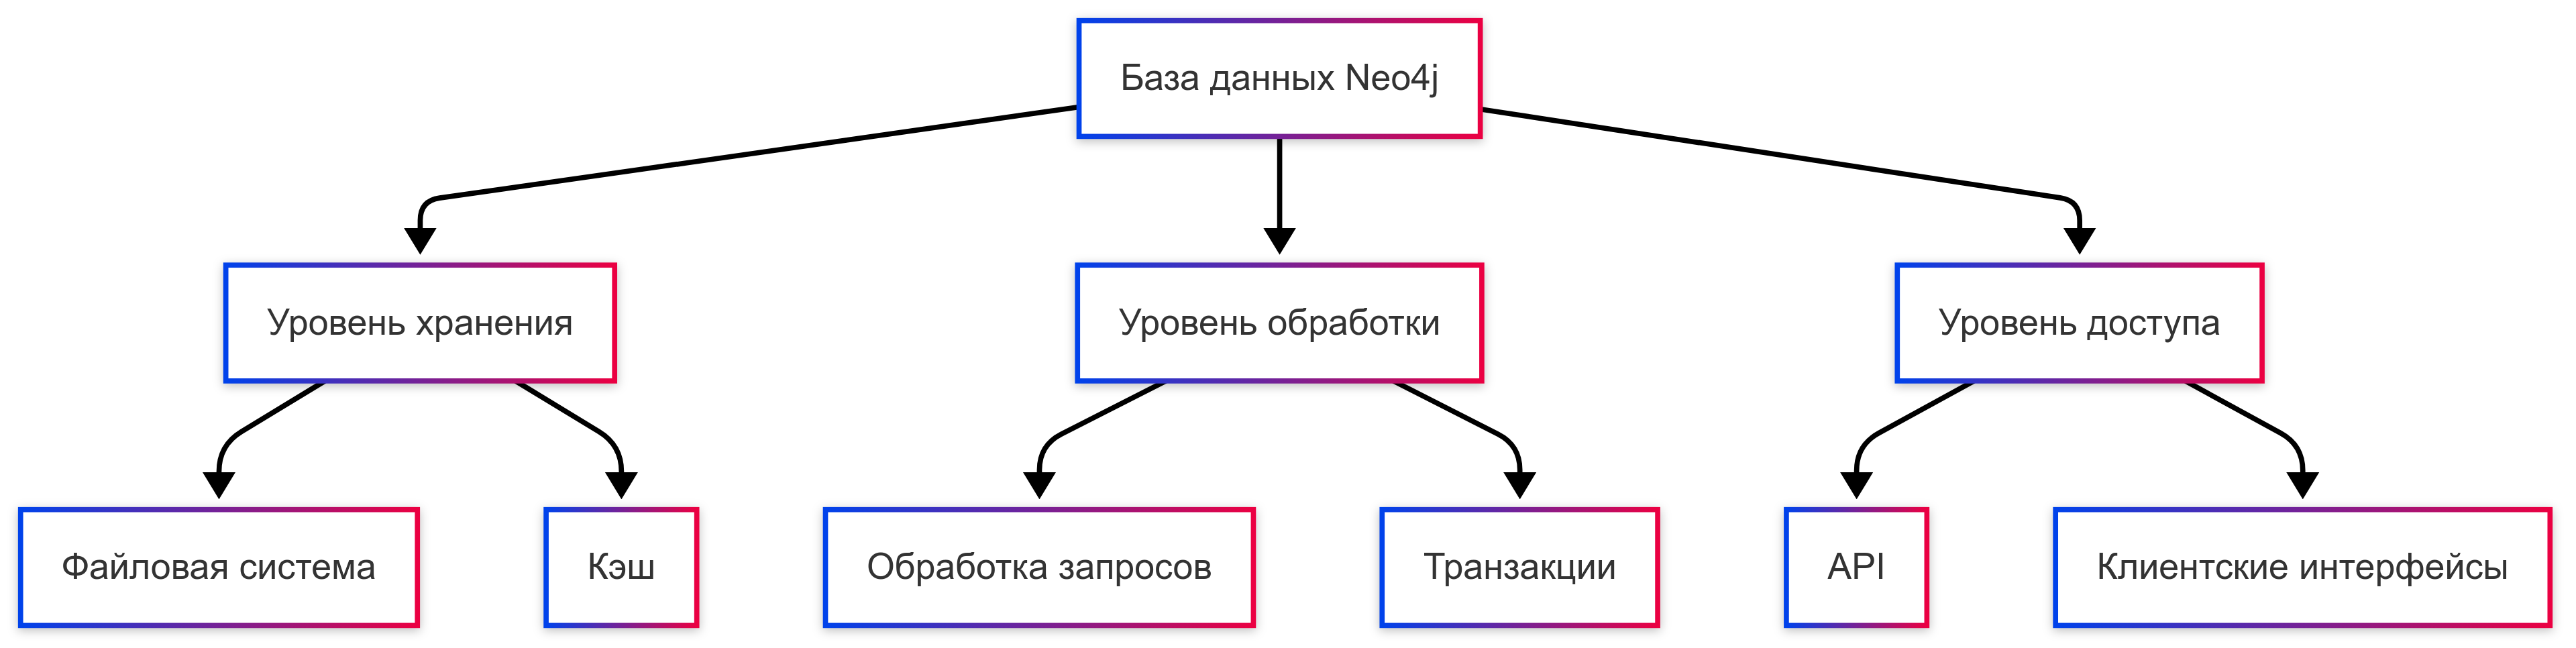 База данных Neo4j
Уровень хранения
Уровень обработки
Уровень доступа
Файловая система
Кэш
Обработка запросов
Транзакции
API
Клиентские интерфейсы